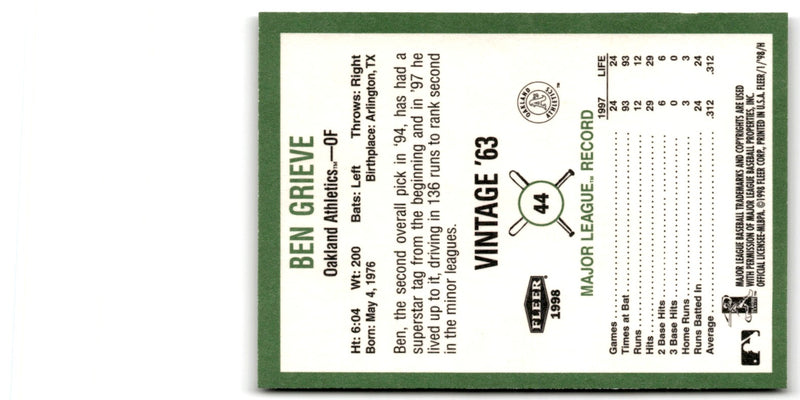 BEN GRIEVE
Oakland Athletics™—OF
Ht: 6:04 Wt: 200 Bats: Left Throws: Right
Born: May 4, 1976 Birthplace: Arlington, TX
Ben, the second overall pick in '94, has had a
superstar tag from the beginning and in '97 he
lived up to it, driving in 136 runs to rank second
in the minor leagues.
FLEER
1998
VINTAGE '63
44
OAKLAND ATHLETICS ™
MAJOR LEAGUE™ RECORD
1997 LIFE
Games 24 24
Times at Bat 93 93
Runs 12 12
Hits 29 29
2 Base Hits 6 6
3 Base Hits 0 0
Home Runs 3 3
Runs Batted In 24 24
Average .312 .312
MAJOR LEAGUE BASEBALL TRADEMARKS AND COPYRIGHTS ARE USED
WITH PERMISSION OF MAJOR LEAGUE BASEBALL PROPERTIES, INC.
OFFICIAL LICENSEE-MLBPA ©1998 FLEER CORP., PRINTED IN U.S.A. FLEER/1/'98/H